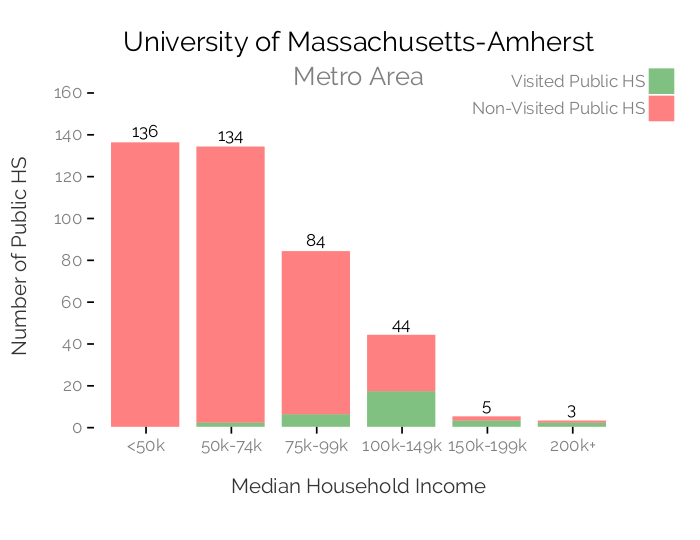 University of Massachusetts-Amherst
Metro Area
Visited Public HS
Non-Visited Public HS
Number of Public HS
160
140
120
100
80
60
40
20
0
136
134
84
44
5
3
<50k
50k-74k
75k-99k
100k-149k
150k-199k
200k+
Median Household Income